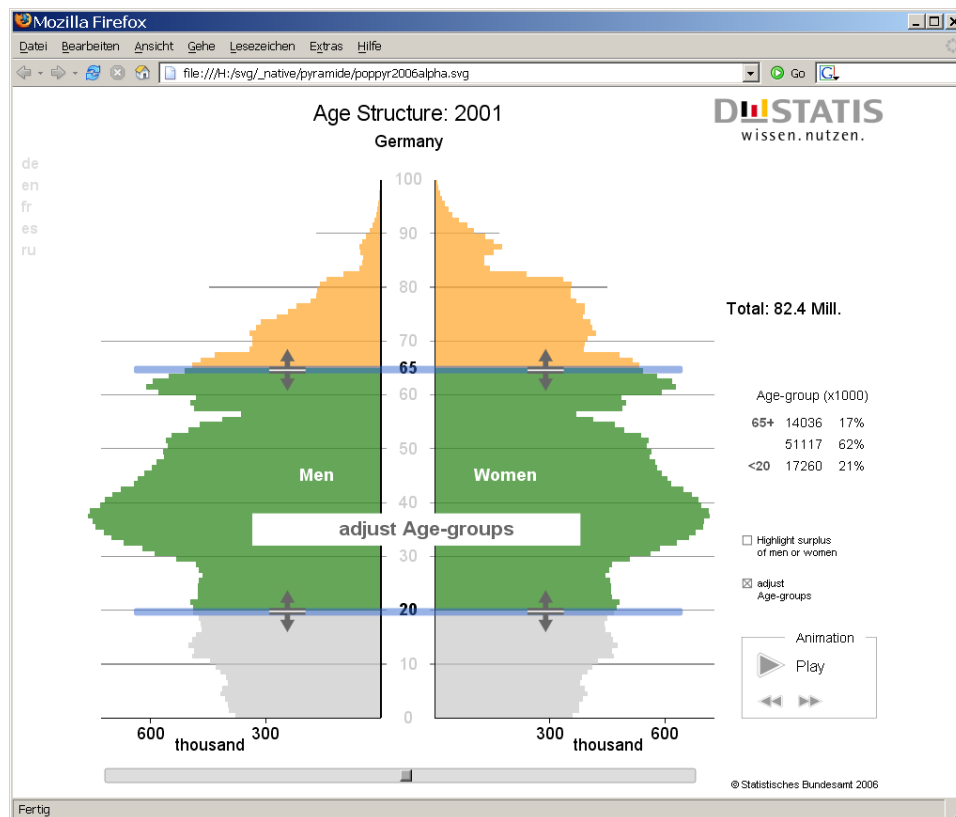 Mozilla Firefox
Datei Bearbeiten Ansicht Gehe Lesezeichen Extras Hilfe
file:///H:/svg/_native/pyramide/poppyr2006alpha.svg Go G
Age Structure: 2001
Germany
DESTATIS
wissen.nutzen.
de
en
fr
es
ru
100
90
80
70
65
60
50
40
30
20
10
0
Men
Women
adjust Age-groups
600 300 300 600
thousand thousand
Total: 82.4 Mill.
Age-group (x1000)
65+ 14036 17%
51117 62%
<20 17260 21%
Highlight surplus
of men or women
adjust
Age-groups
Animation
Play
© Statistisches Bundesamt 2006
Fertig